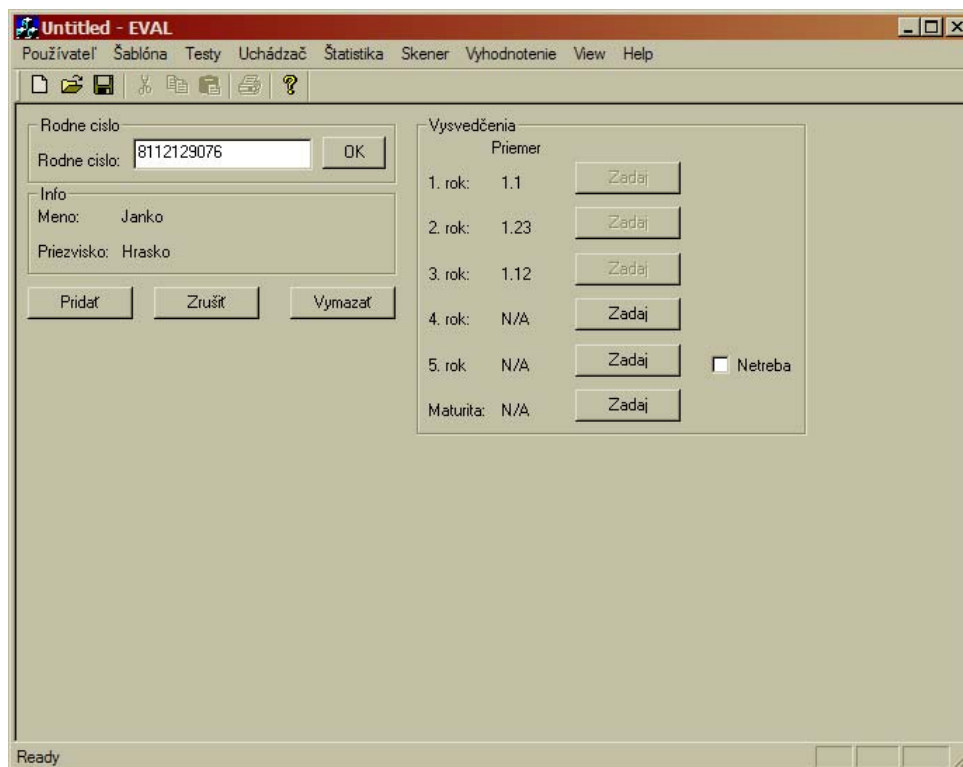 Untitled - EVAL
Používateľ Šablóna Testy Uchádzač Štatistika Skener Vyhodnotenie View Help
Rodne cislo
Rodne cislo: 8112129076 OK
Info
Meno: Janko
Priezvisko: Hrasko
Pridať Zrušiť Vymazať
Vysvedčenia
Priemer
1. rok: 1.1 Zadaj
2. rok: 1.23 Zadaj
3. rok: 1.12 Zadaj
4. rok: N/A Zadaj
5. rok N/A Zadaj Netreba
Maturita: N/A Zadaj
Ready